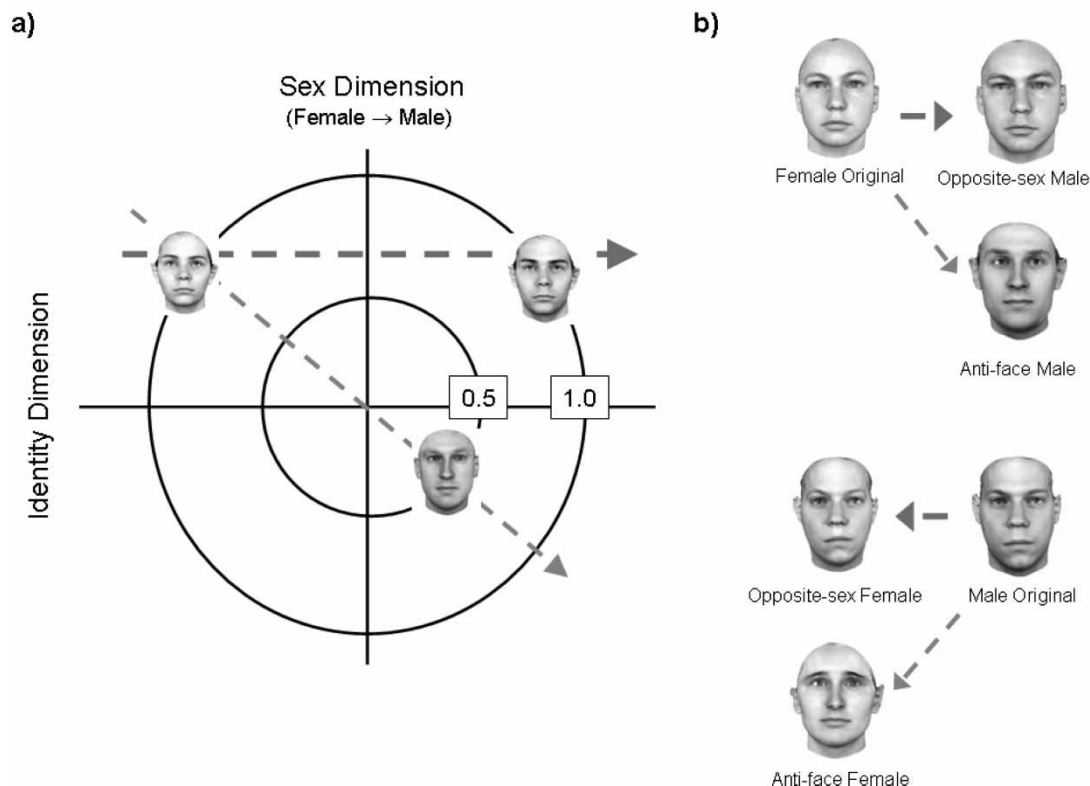 a)
Sex Dimension
(Female → Male)
Identity Dimension
0.5
1.0
b)
Female Original
Opposite-sex Male
Anti-face Male
Opposite-sex Female
Male Original
Anti-face Female